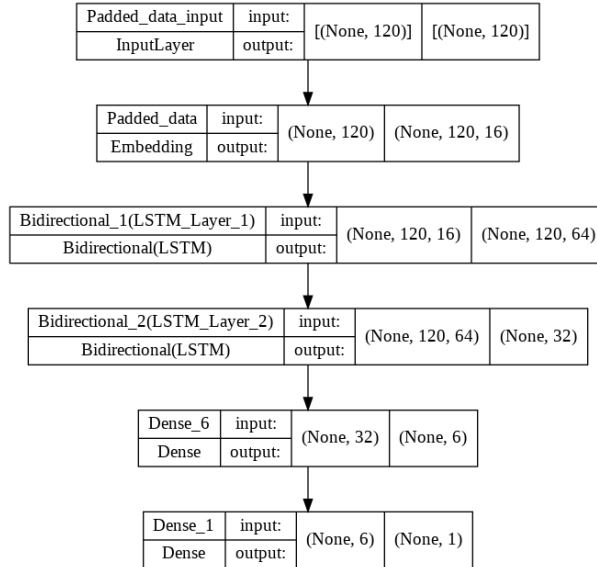 Padded_data_input input: [(None, 120)] [(None, 120)]
InputLayer output:
Padded_data input: (None, 120) (None, 120, 16)
Embedding output:
Bidirectional_1(LSTM_Layer_1) input: (None, 120, 16) (None, 120, 64)
Bidirectional(LSTM) output:
Bidirectional_2(LSTM_Layer_2) input: (None, 120, 64) (None, 32)
Bidirectional(LSTM) output:
Dense_6 input: (None, 32) (None, 6)
Dense output:
Dense_1 input: (None, 6) (None, 1)
Dense output: